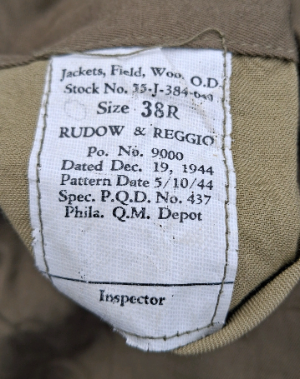 Jackets, Field, Woo. O.D.
Stock No. 55-J-384-
Size 38R
RUDOW & REGGIO
Po. No. 9000
Dated Dec. 19, 1944
Pattern Date 5/10/44
Spec. P.Q.D. No. 437
Phila. Q.M. Depot
Inspector